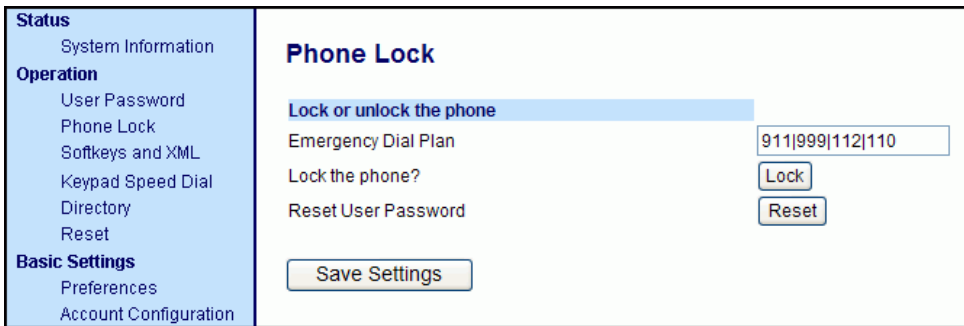 Status
System Information
Operation
User Password
Phone Lock
Softkeys and XML
Keypad Speed Dial
Directory
Reset
Basic Settings
Preferences
Account Configuration
Phone Lock
Lock or unlock the phone
Emergency Dial Plan 911|999|112|110
Lock the phone? Lock
Reset User Password Reset
Save Settings